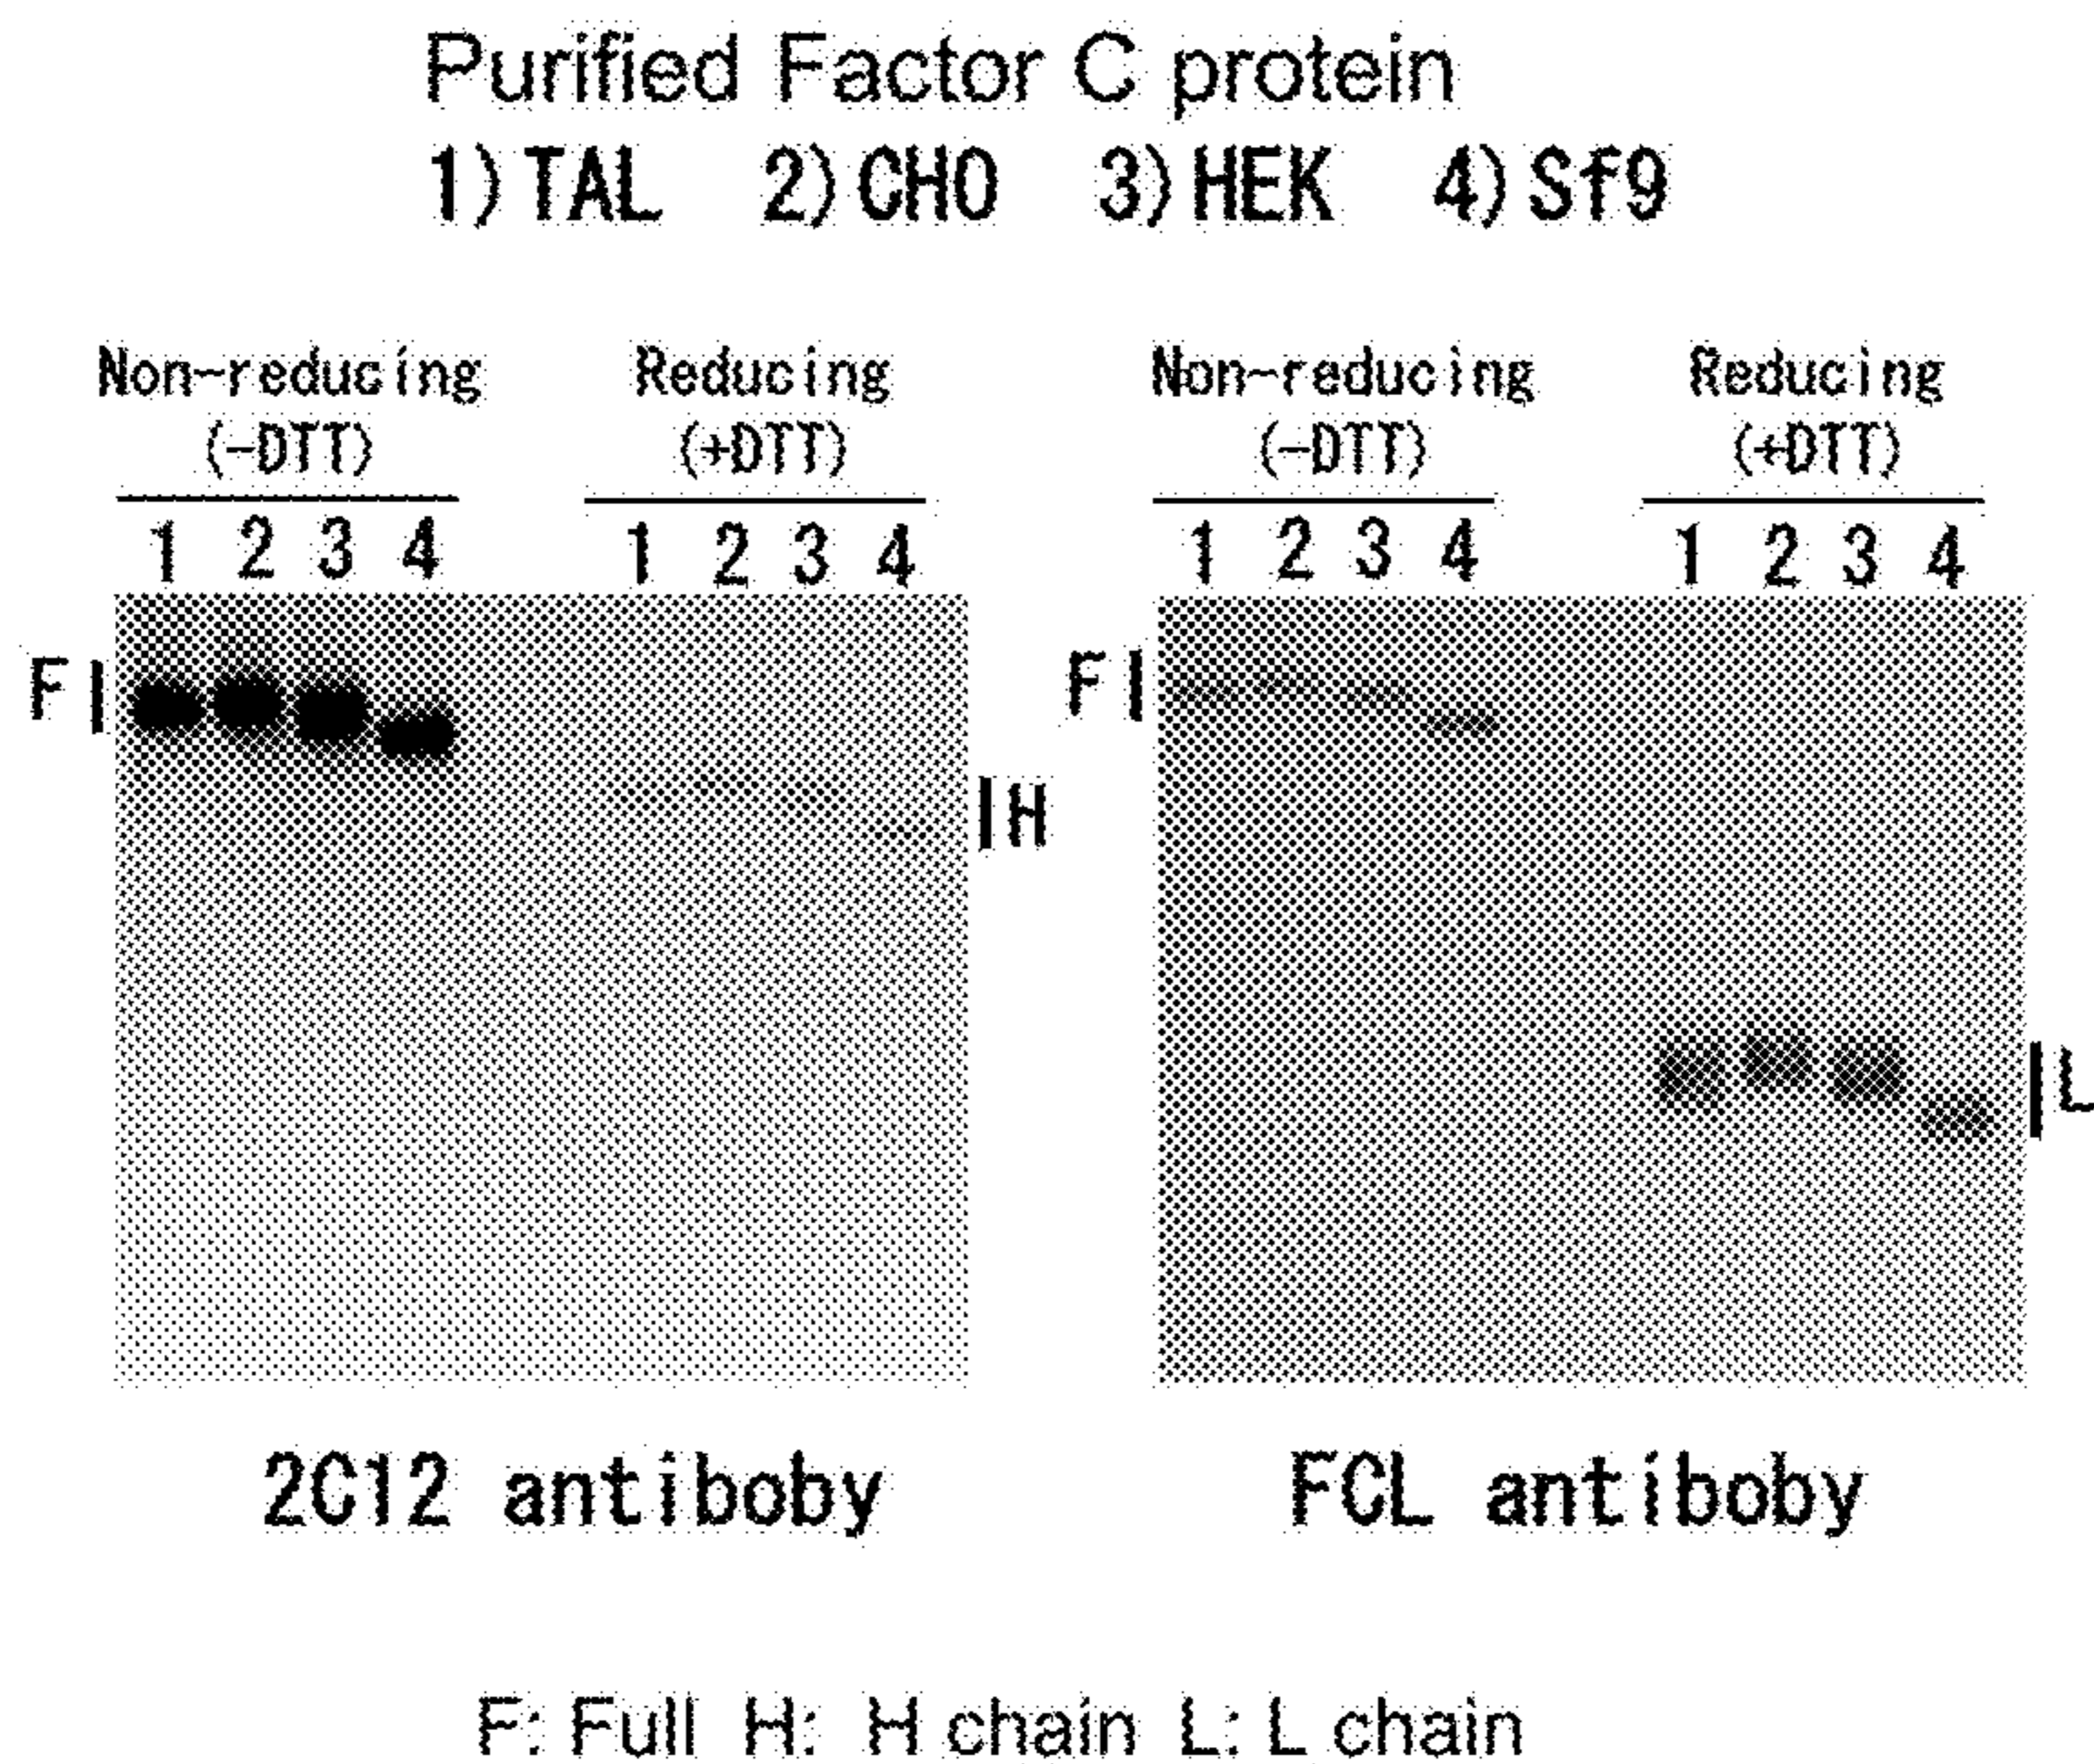 Purified Factor C protein
1)TAL 2)CHO 3)HEK 4)Sf9
Non-reducing Reducing Non-reducing Reducing
(-DTT) (+DTT) (-DTT) (+DTT)
1 2 3 4 1 2 3 4 1 2 3 4 1 2 3 4
F F
H
L
2C12 antiboby FCL antiboby
F: Full H: H chain L: L chain